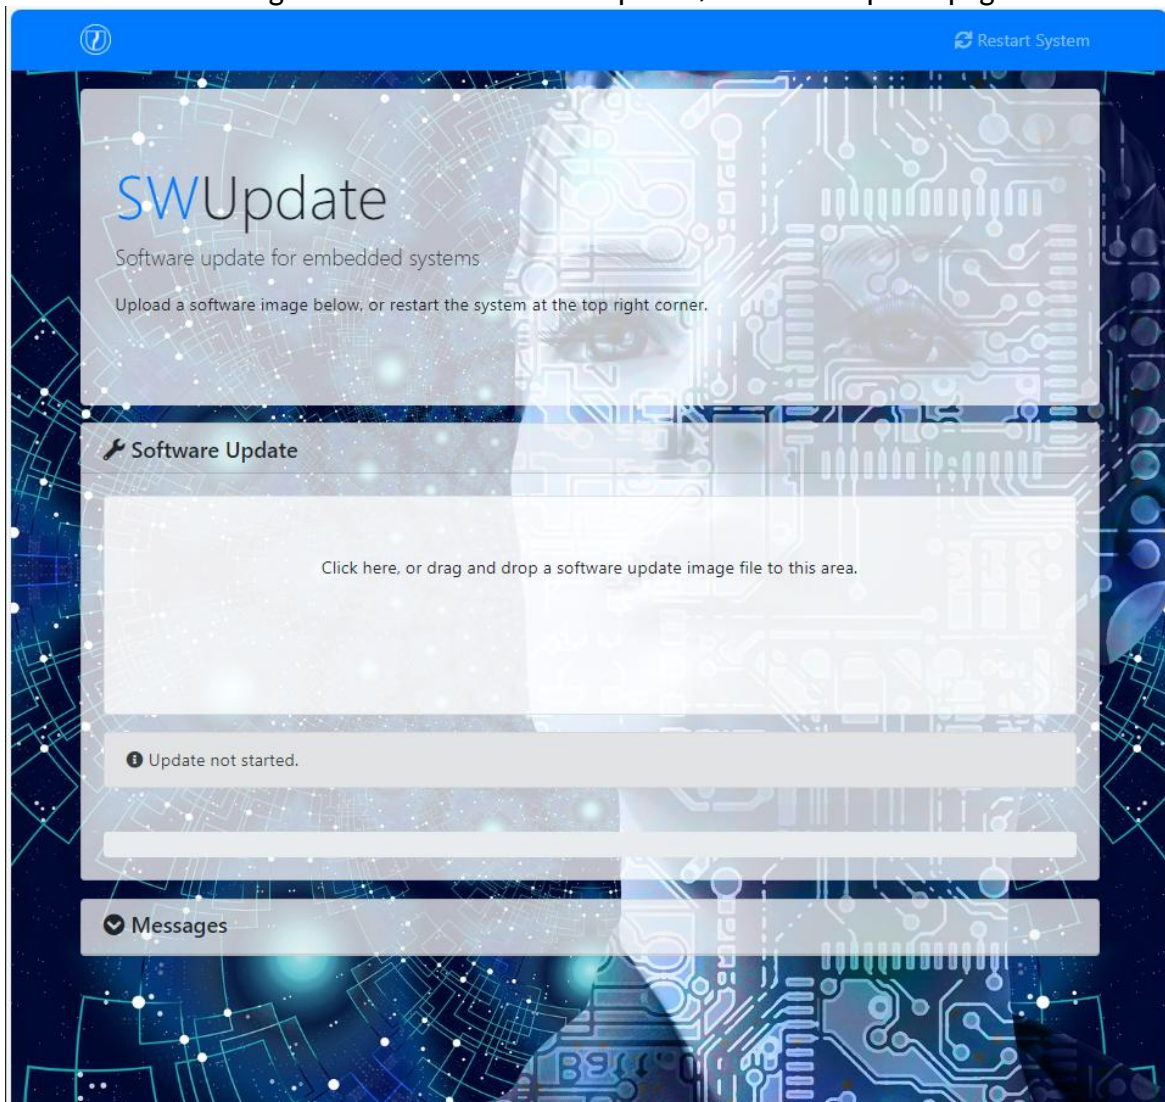 Restart System
SWUpdate
Software update for embedded systems
Upload a software image below, or restart the system at the top right corner.
Software Update
Click here, or drag and drop a software update image file to this area.
Update not started.
Messages